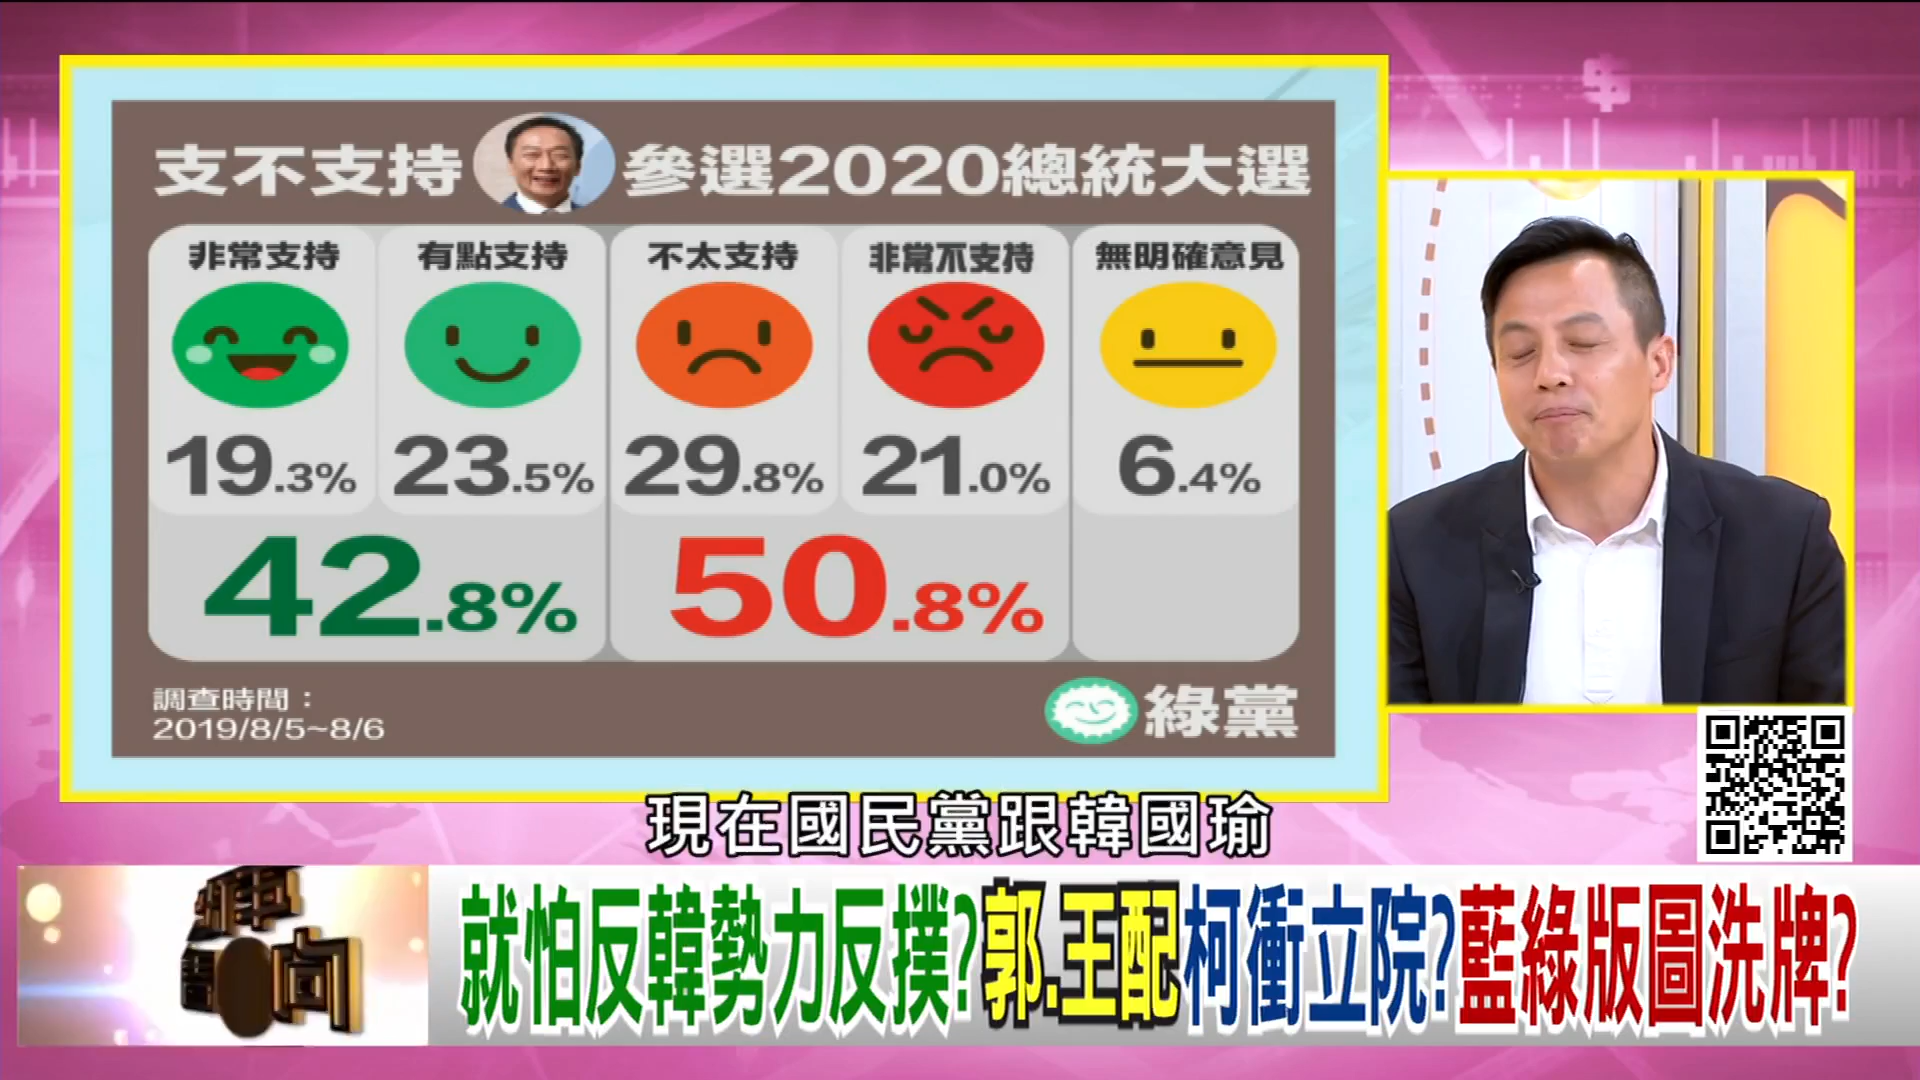 支不支持 參選2020總統大選
非常支持 有點支持 不太支持 非常不支持 無明確意見
19.3% 23.5% 29.8% 21.0% 6.4%
42.8% 50.8%
調查時間：
2019/8/5~8/6
綠黨
現在國民黨跟韓國瑜
就怕反韓勢力反撲?郭.王配柯衝立院?藍綠版圖洗牌?